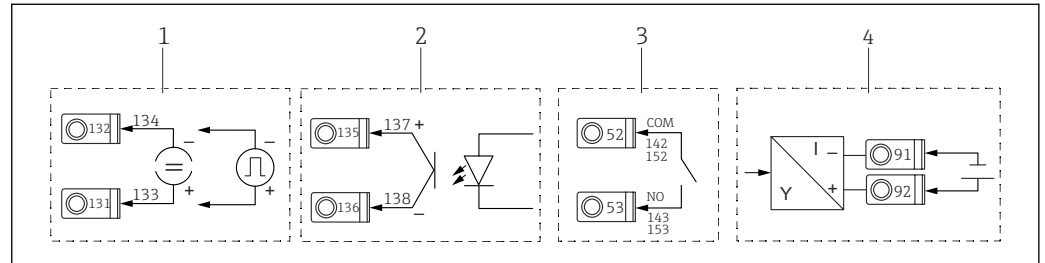 1 2 3 4
132 134 - -
131 133 + +
135 137 +
136 138 -
52 COM
142
152
53 NO
143
153
I - 91
Y + 92